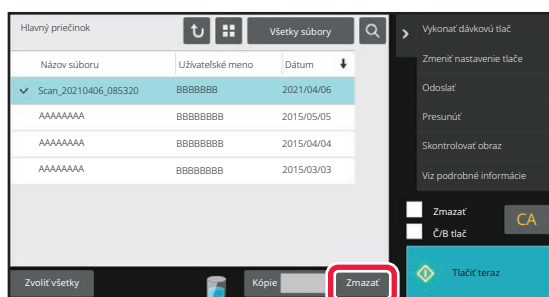 Hlavný priečinok
Všetky súbory
Názov súboru Užívateľské meno Dátum
Scan_20210406_085320 BBBBBBB 2021/04/06
AAAAAAAA BBBBBBBB 2015/05/05
AAAAAAAA BBBBBBBB 2015/04/04
AAAAAAAA BBBBBBBB 2015/03/03
Zvoliť všetky
Kópie
Zmazať
Vykonať dávkovú tlač
Zmeniť nastavenie tlače
Odoslať
Presunúť
Skontrolovať obraz
Viz podrobné informácie
Zmazať
Č/B tlač
CA
Tlačiť teraz